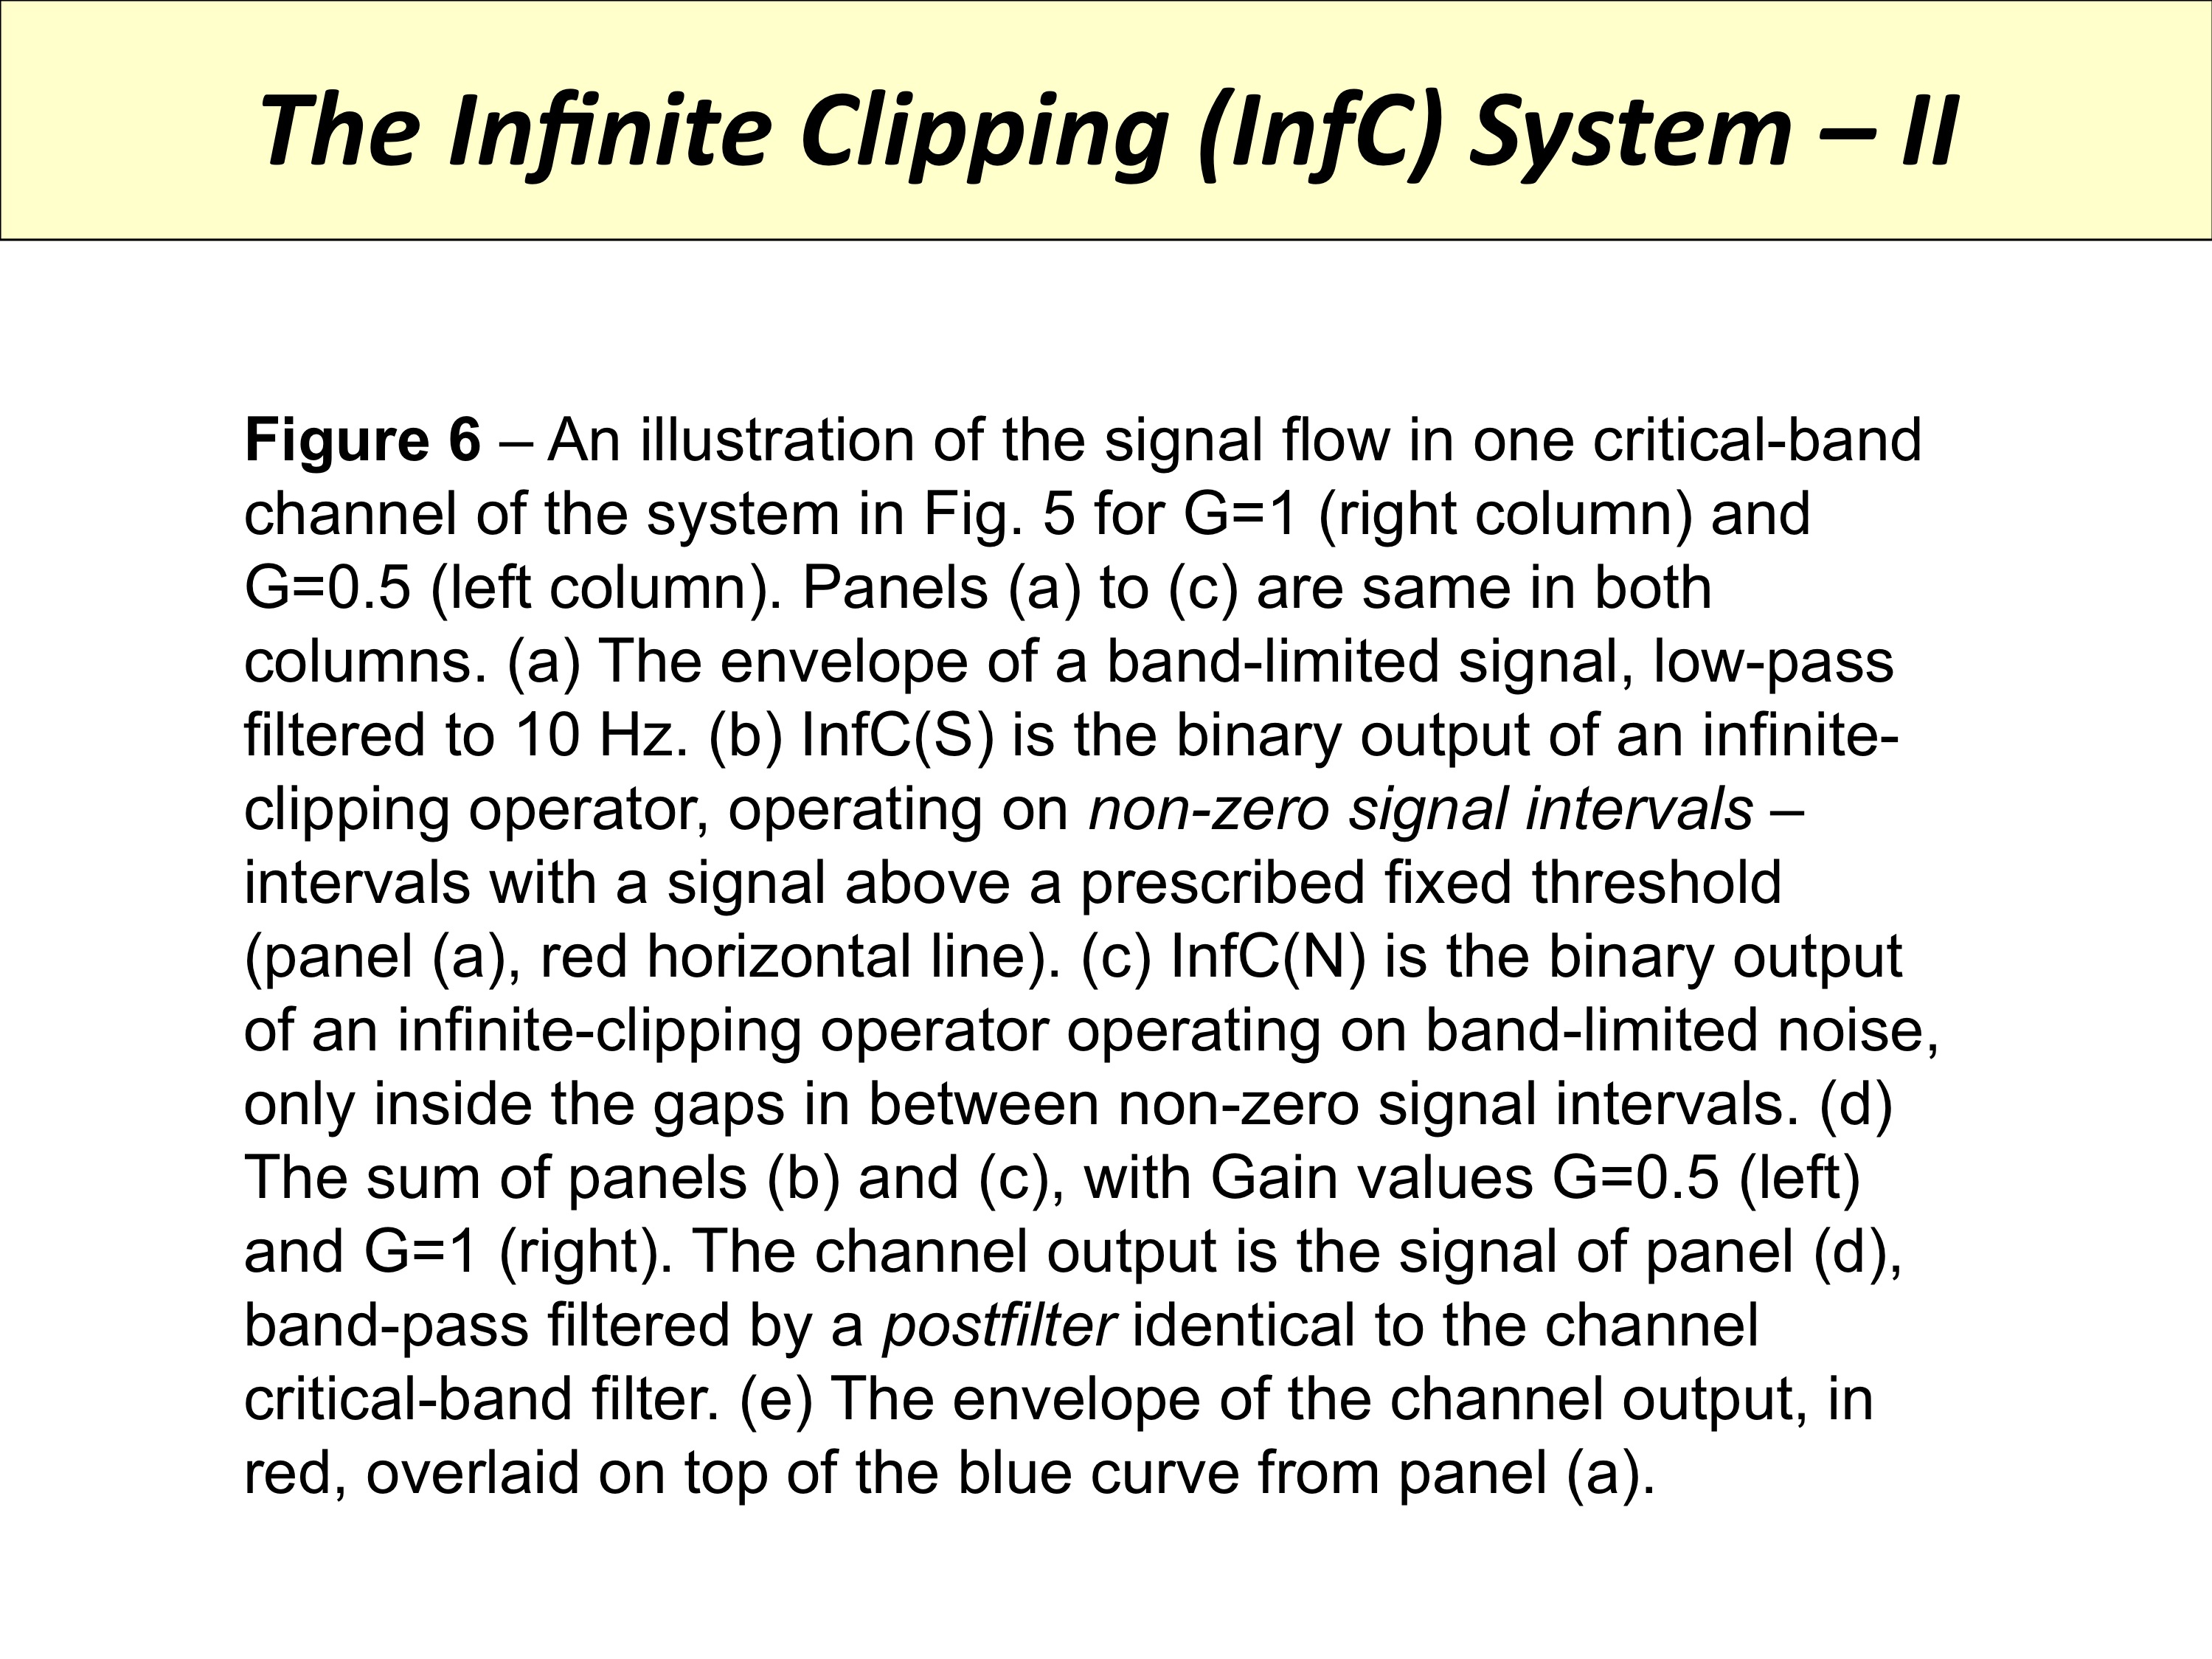 The Infinite Clipping (InfC) System – II
Figure 6 – An illustration of the signal flow in one critical-band
channel of the system in Fig. 5 for G=1 (right column) and
G=0.5 (left column). Panels (a) to (c) are same in both
columns. (a) The envelope of a band-limited signal, low-pass
filtered to 10 Hz. (b) InfC(S) is the binary output of an infinite-
clipping operator, operating on non-zero signal intervals –
intervals with a signal above a prescribed fixed threshold
(panel (a), red horizontal line). (c) InfC(N) is the binary output
of an infinite-clipping operator operating on band-limited noise,
only inside the gaps in between non-zero signal intervals. (d)
The sum of panels (b) and (c), with Gain values G=0.5 (left)
and G=1 (right). The channel output is the signal of panel (d),
band-pass filtered by a postfilter identical to the channel
critical-band filter. (e) The envelope of the channel output, in
red, overlaid on top of the blue curve from panel (a).